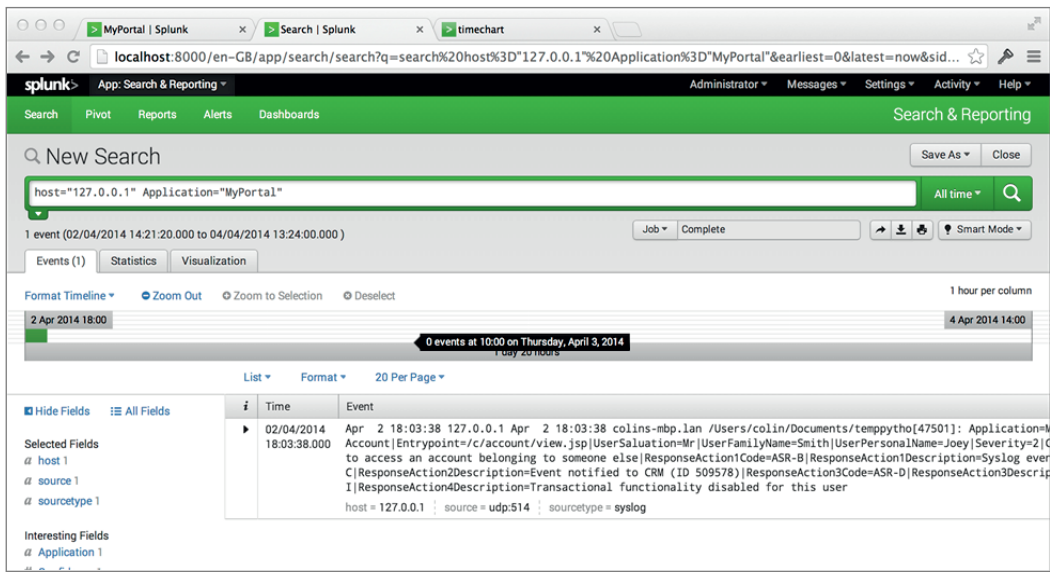 MyPortal | Splunk
Search | Splunk
timechart
localhost:8000/en-GB/app/search/search?q=search%20host%3D"127.0.0.1"%20Application%3D"MyPortal"&earliest=0&latest=now&sid...
splunk> App: Search & Reporting Administrator Messages Settings Activity Help
Search Pivot Reports Alerts Dashboards Search & Reporting
New Search Save As Close
host="127.0.0.1" Application="MyPortal" All time
1 event (02/04/2014 14:21:20.000 to 04/04/2014 13:24:00.000 ) Job Complete Smart Mode
Events (1) Statistics Visualization
Format Timeline Zoom Out Zoom to Selection Deselect 1 hour per column
2 Apr 2014 18:00 4 Apr 2014 14:00
0 events at 10:00 on Thursday, April 3, 2014
1 day 20 hours
List Format 20 Per Page
Hide Fields All Fields
Selected Fields
a host 1
a source 1
a sourcetype 1
Interesting Fields
a Application 1
i Time Event
02/04/2014
18:03:38.000
Apr 2 18:03:38 127.0.0.1 Apr 2 18:03:38 colins-mbp.lan /Users/colin/Documents/temppytho[47501]: Application=M
Account|Entrypoint=/c/account/view.jsp|UserSaluation=Mr|UserFamilyName=Smith|UserPersonalName=Joey|Severity=2|C
to access an account belonging to someone else|ResponseAction1Code=ASR-B|ResponseAction1Description=Syslog even
C|ResponseAction2Description=Event notified to CRM (ID 509578)|ResponseAction3Code=ASR-D|ResponseAction3Descrip
I|ResponseAction4Description=Transactional functionality disabled for this user
host = 127.0.0.1 source = udp:514 sourcetype = syslog